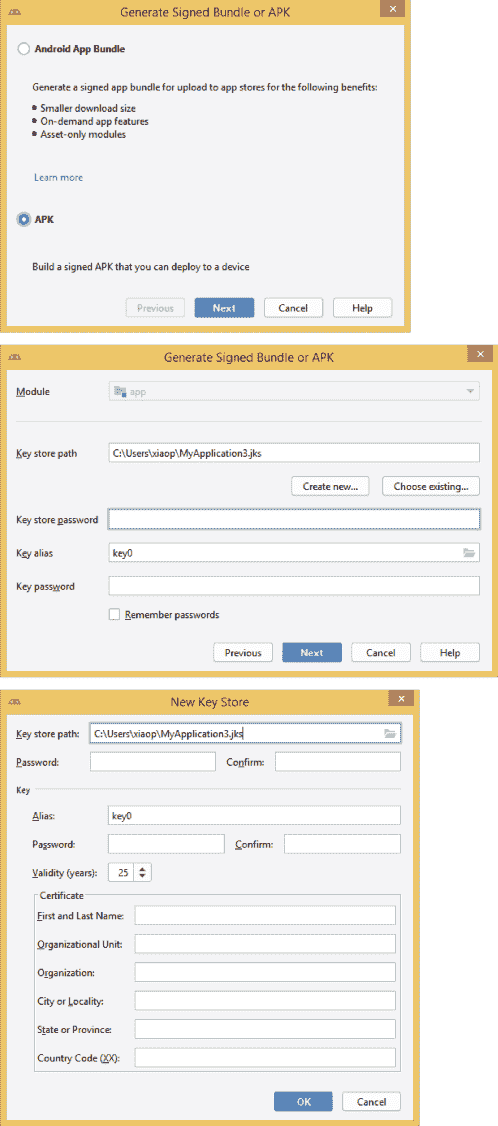 Generate Signed Bundle or APK
Android App Bundle
Generate a signed app bundle for upload to app stores for the following benefits:
Smaller download size
On-demand app features
Asset-only modules
Learn more
APK
Build a signed APK that you can deploy to a device
Previous Next Cancel Help
Generate Signed Bundle or APK
Module app
Key store path C:\Users\xiaop\MyApplication3.jks
Create new... Choose existing...
Key store password
Key alias key0
Key password
Remember passwords
Previous Next Cancel Help
New Key Store
Key store path: C:\Users\xiaop\MyApplication3.jks
Password: Confirm:
Key
Alias: key0
Password: Confirm:
Validity (years): 25
Certificate
First and Last Name:
Organizational Unit:
Organization:
City or Locality:
State or Province:
Country Code (XX):
OK Cancel